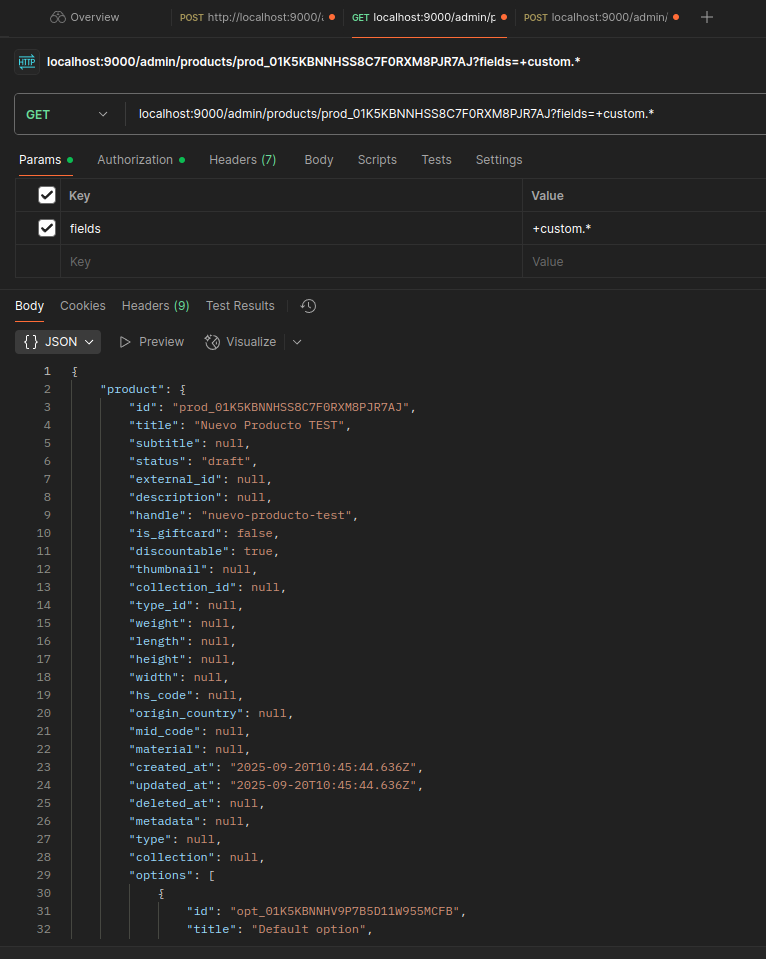 Overview POST http://localhost:9000/a GET localhost:9000/admin/p POST localhost:9000/admin/
HTTP localhost:9000/admin/products/prod_01K5KBNNHSS8C7F0RXM8PJR7AJ?fields=+custom.*
GET localhost:9000/admin/products/prod_01K5KBNNHSS8C7F0RXM8PJR7AJ?fields=+custom.*
Params Authorization Headers (7) Body Scripts Tests Settings
Key Value
fields +custom.*
Key Value
Body Cookies Headers (9) Test Results
{} JSON Preview Visualize
1 {
2 "product": {
3 "id": "prod_01K5KBNNHSS8C7F0RXM8PJR7AJ",
4 "title": "Nuevo Producto TEST",
5 "subtitle": null,
6 "status": "draft",
7 "external_id": null,
8 "description": null,
9 "handle": "nuevo-producto-test",
10 "is_giftcard": false,
11 "discountable": true,
12 "thumbnail": null,
13 "collection_id": null,
14 "type_id": null,
15 "weight": null,
16 "length": null,
17 "height": null,
18 "width": null,
19 "hs_code": null,
20 "origin_country": null,
21 "mid_code": null,
22 "material": null,
23 "created_at": "2025-09-20T10:45:44.636Z",
24 "updated_at": "2025-09-20T10:45:44.636Z",
25 "deleted_at": null,
26 "metadata": null,
27 "type": null,
28 "collection": null,
29 "options": [
30 {
31 "id": "opt_01K5KBNNHV9P7B5D11W955MCFB",
32 "title": "Default option",